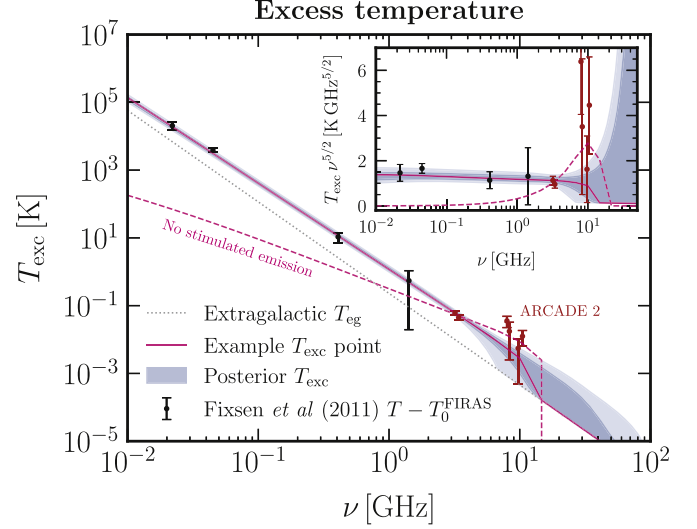 Excess temperature
10^7
10^5
10^3
10^1
10^{-1}
10^{-3}
10^{-5}
T_exc [K]
6
4
2
0
T_exc ν^{5/2} [K GHz^{5/2}]
10^{-2} 10^{-1} 10^0 10^1
ν [GHz]
No stimulated emission
ARCADE 2
Extragalactic T_eg
Example T_exc point
Posterior T_exc
Fixsen et al (2011) T − T_0^FIRAS
10^{-2} 10^{-1} 10^0 10^1 10^2
ν [GHz]